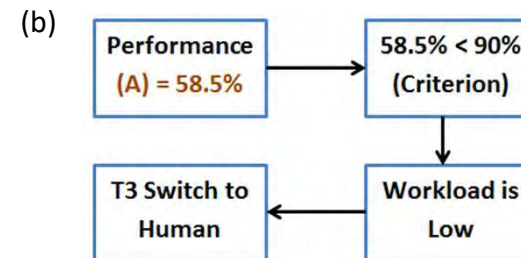 (b)
Performance
(A) = 58.5%
58.5% < 90%
(Criterion)
T3 Switch to
Human
Workload is
Low